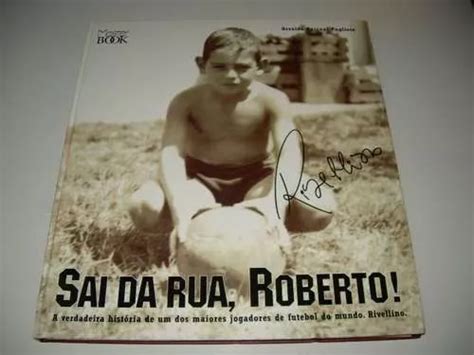 BOOK
SAI DA RUA, ROBERTO!
A verdadeira história de um dos maiores jogadores de futebol do mundo. Rivellino.